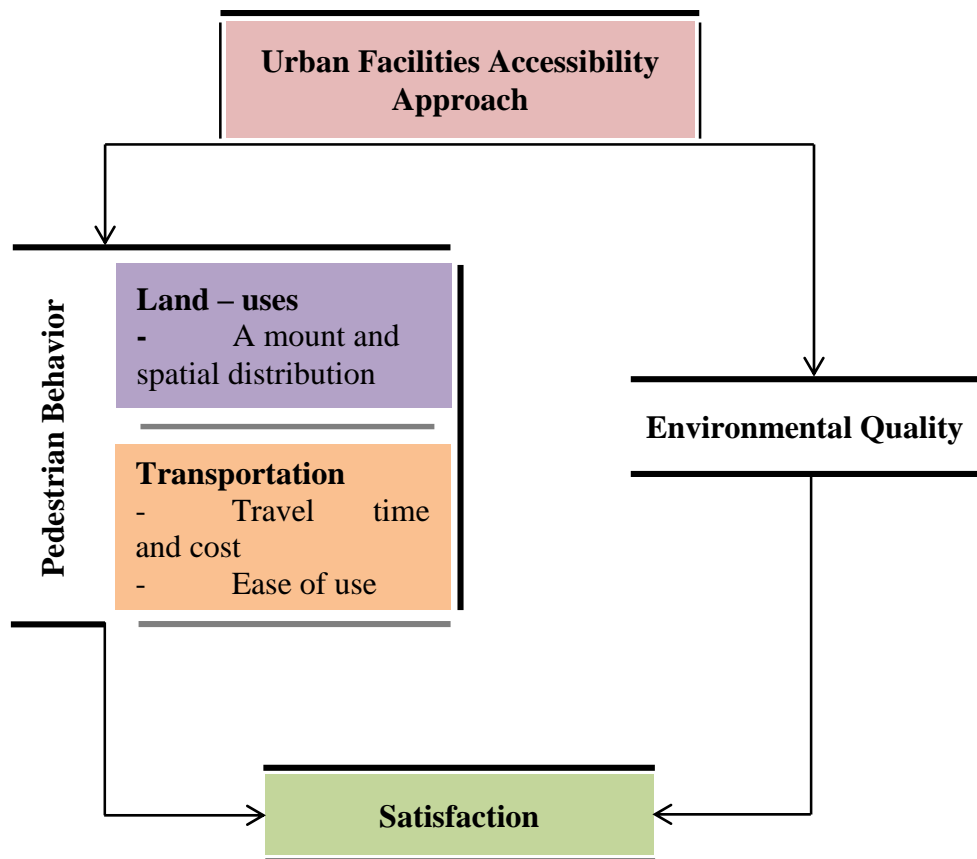 Urban Facilities Accessibility
Approach
Pedestrian Behavior
Land – uses
- A mount and
spatial distribution
Transportation
- Travel time
and cost
- Ease of use
Environmental Quality
Satisfaction